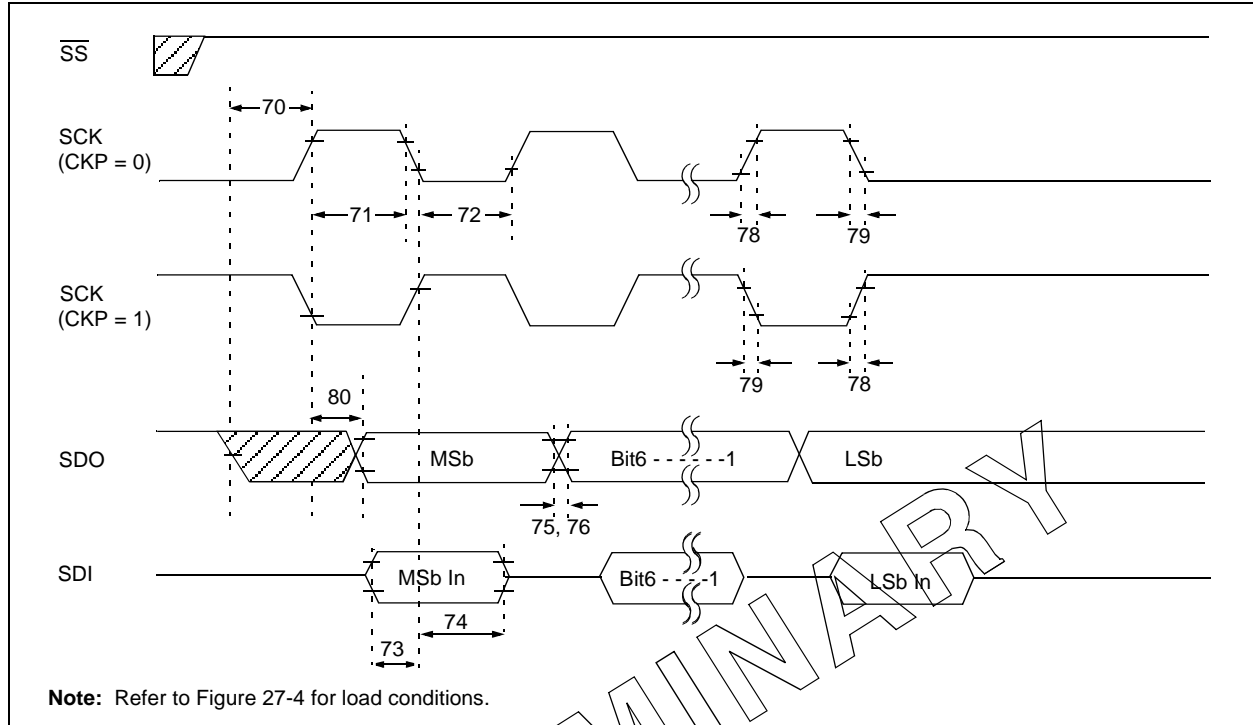 SS
70
SCK
(CKP = 0)
71
72
78
79
SCK
(CKP = 1)
79
78
80
SDO
MSb
Bit6 - - - - - -1
LSb
75, 76
SDI
MSb In
Bit6 - - - -1
LSb In
74
73
Note: Refer to Figure 27-4 for load conditions.
MINARY